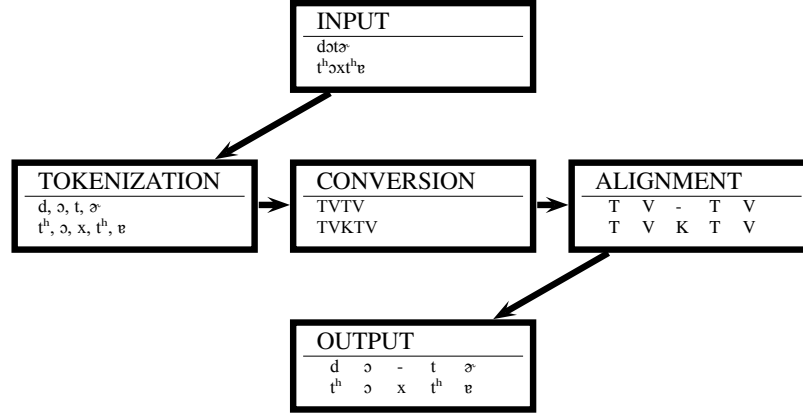 INPUT
dɔtɚ
tʰɔxtʰɐ
TOKENIZATION
d, ɔ, t, ɚ
tʰ, ɔ, x, tʰ, ɐ
CONVERSION
TVTV
TVKTV
ALIGNMENT
T V - T V
T V K T V
OUTPUT
d ɔ - t ɚ
tʰ ɔ x tʰ ɐ